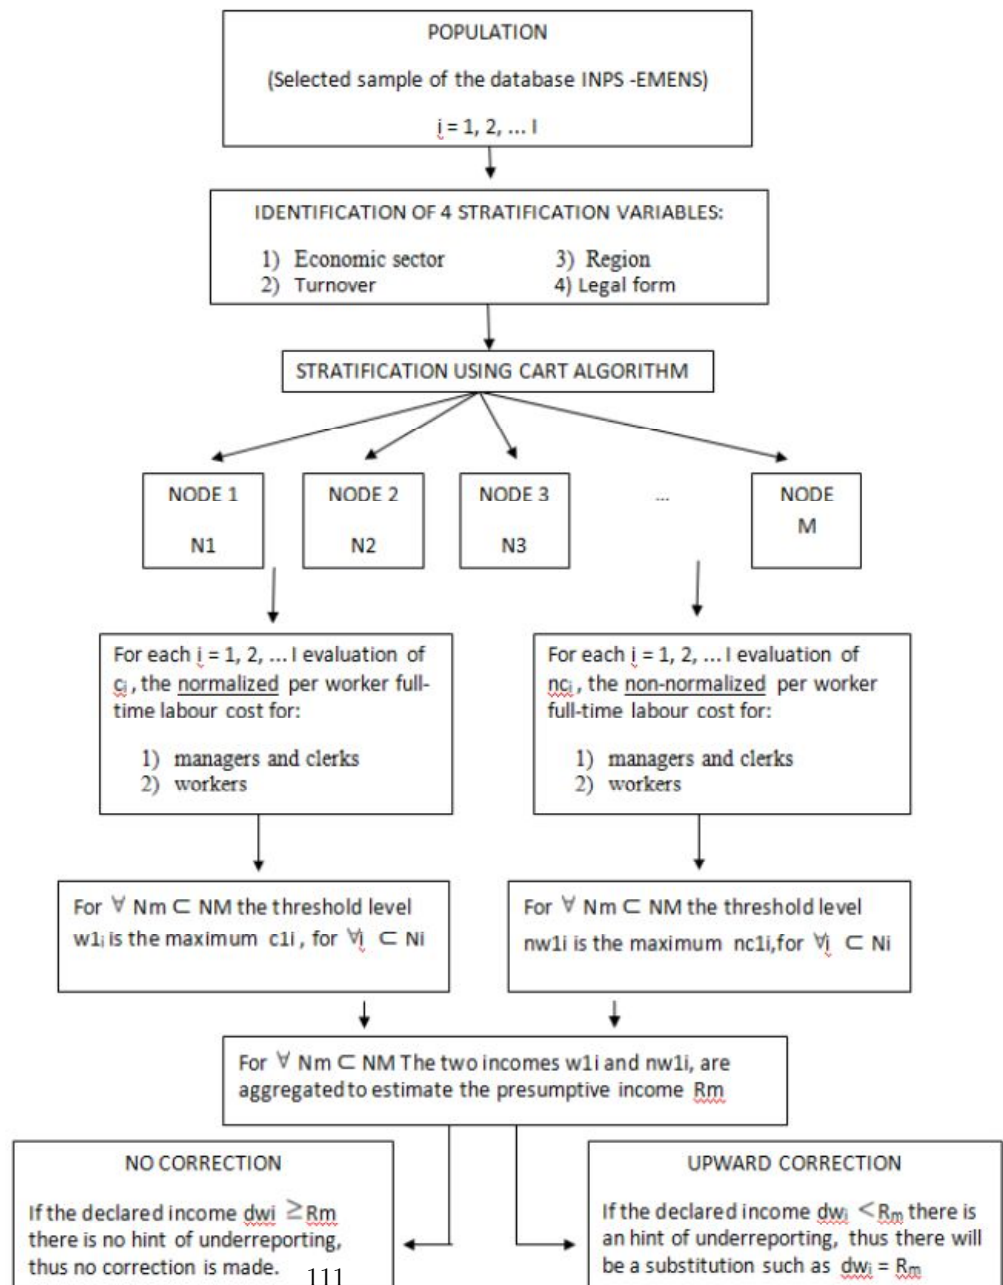 POPULATION
(Selected sample of the database INPS -EMENS)
i = 1, 2, ... I
IDENTIFICATION OF 4 STRATIFICATION VARIABLES:
1) Economic sector
2) Turnover
3) Region
4) Legal form
STRATIFICATION USING CART ALGORITHM
NODE 1
N1
NODE 2
N2
NODE 3
N3
...
NODE
M
For each i = 1, 2, ... I evaluation of
ci , the normalized per worker full-
time labour cost for:
1) managers and clerks
2) workers
For each i = 1, 2, ... I evaluation of
nci , the non-normalized per worker
full-time labour cost for:
1) managers and clerks
2) workers
For ∀ Nm ⊂ NM the threshold level
w1i is the maximum c1i , for ∀i ⊂ Ni
For ∀ Nm ⊂ NM the threshold level
nw1i is the maximum nc1i,for ∀i ⊂ Ni
For ∀ Nm ⊂ NM The two incomes w1i and nw1i, are
aggregated to estimate the presumptive income Rm
NO CORRECTION
If the declared income dwi ≥Rm
there is no hint of underreporting,
thus no correction is made.
UPWARD CORRECTION
If the declared income dwi <Rm there is
an hint of underreporting, thus there will
be a substitution such as dwi = Rm
111